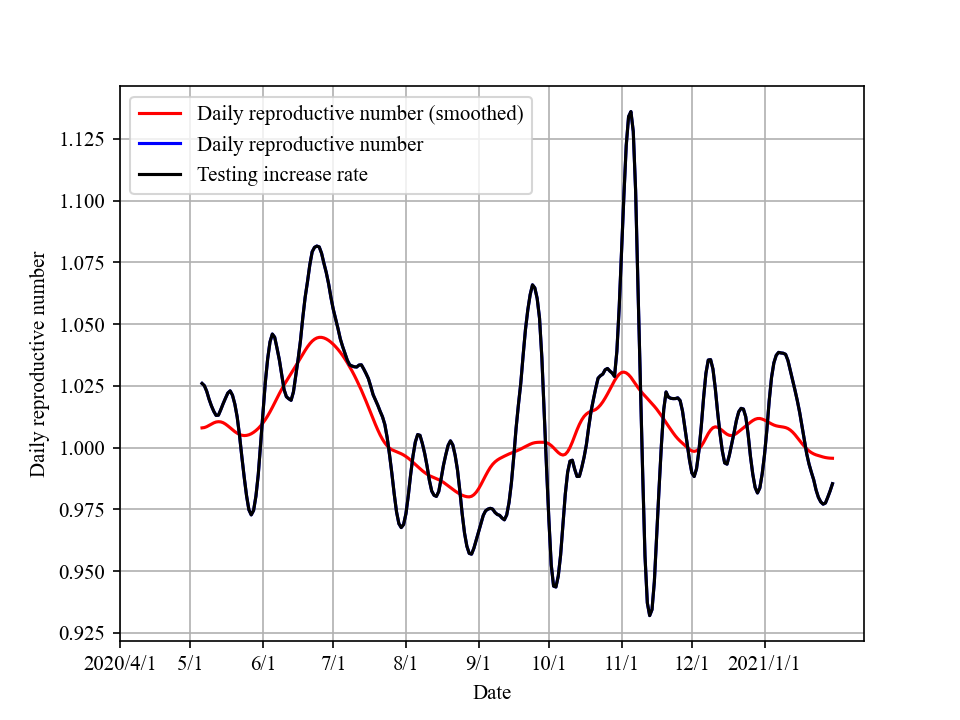 Daily reproductive number (smoothed)
Daily reproductive number
Testing increase rate
1.125
1.100
1.075
1.050
1.025
1.000
0.975
0.950
0.925
Daily reproductive number
2020/4/1 5/1 6/1 7/1 8/1 9/1 10/1 11/1 12/1 2021/1/1
Date